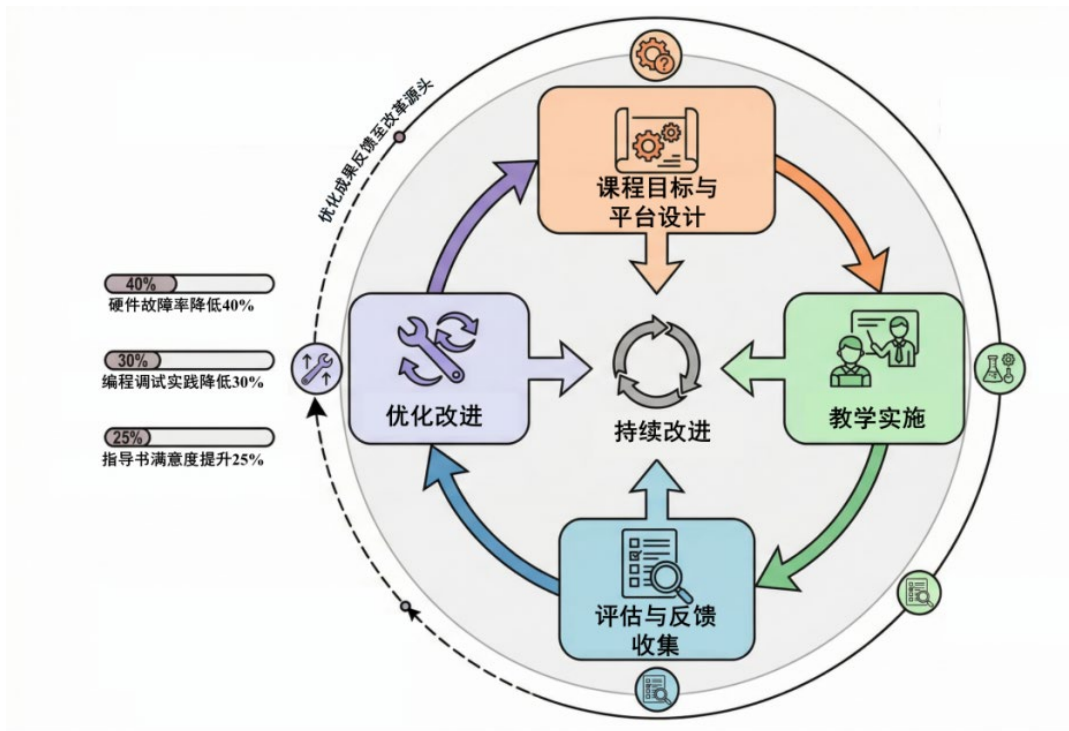 优化成果反馈至改革源头
?
课程目标与
平台设计
40%
硬件故障率降低40%
30%
编程调试实践降低30%
25%
指导书满意度提升25%
优化改进
持续改进
教学实施
评估与反馈
收集